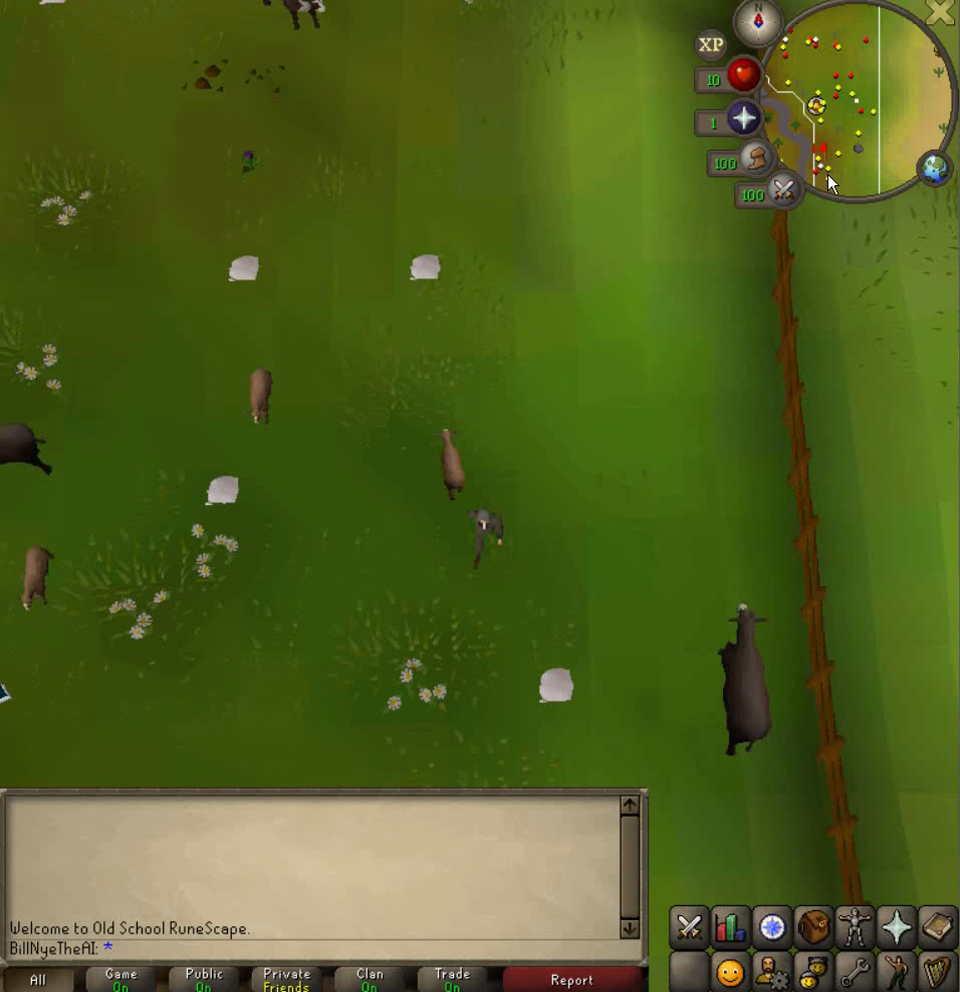 N
XP
10
1
100
100
Welcome to Old School RuneScape.
BillNyeTheAI: *
All
Game
On
Public
On
Private
Friends
Clan
On
Trade
On
Report